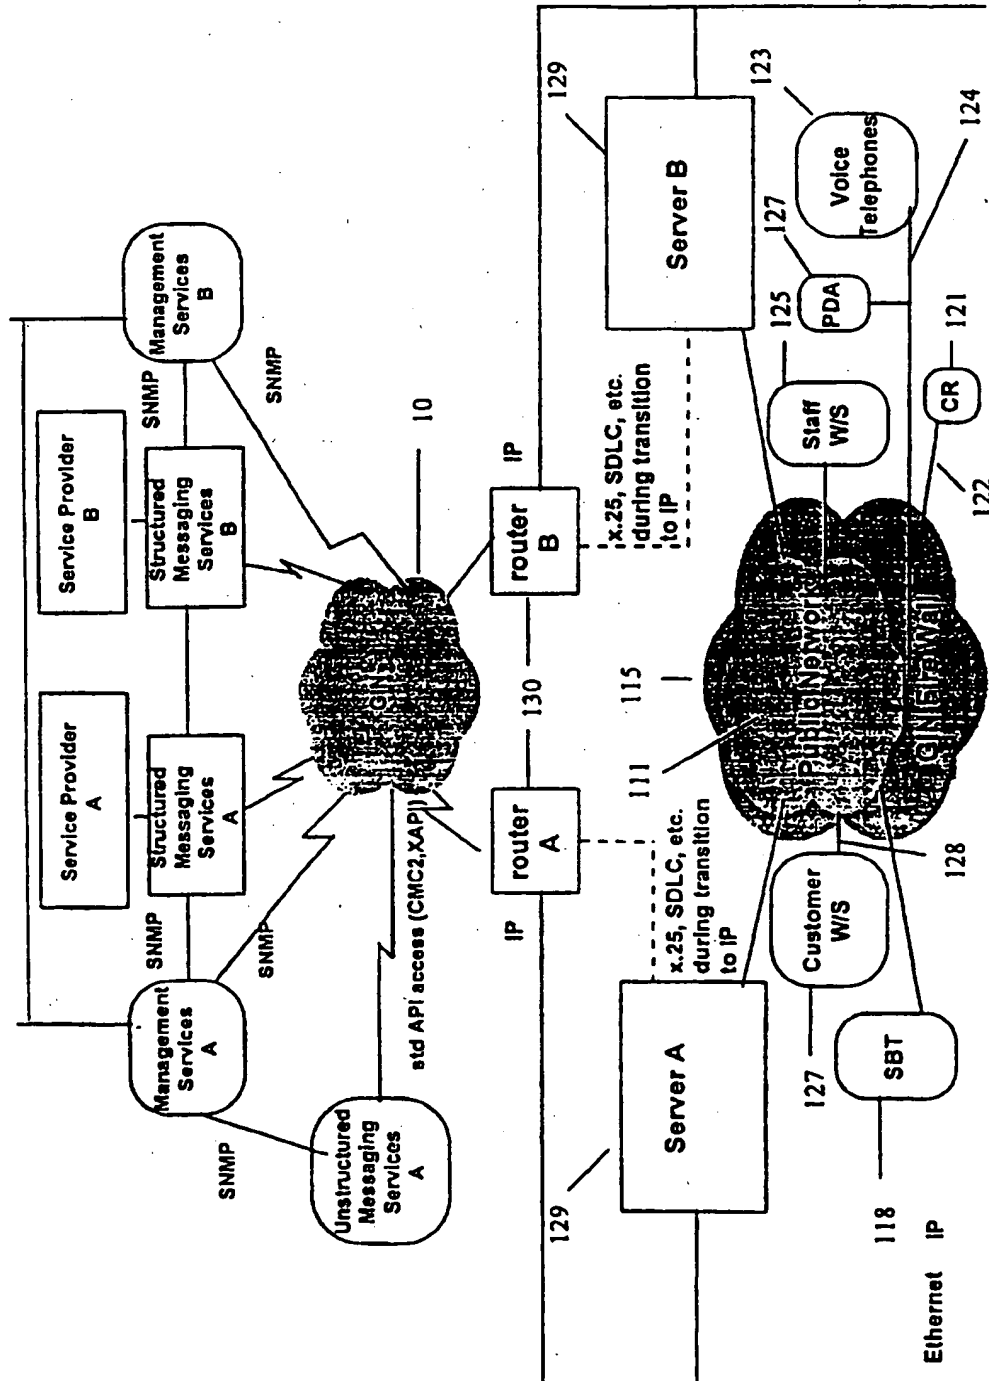 Service Provider
A
Service Provider
B
Management
Services
A
SNMP
Structured
Messaging
Services
A
Structured
Messaging
Services
B
SNMP
Management
Services
B
SNMP
SNMP
SNMP
Unstructured
Messaging
Services
A
std API access (CMC2,XAPI)
GIN
10
IP
router
A
130
router
B
IP
129
Server A
x.25, SDLC, etc.
during transition
to IP
111
115
x.25, SDLC, etc.
during transition
to IP
Server B
129
Customer
W/S
127
Public Network
Staff
W/S
125
PDA
127
Voice
Telephones
123
SBT
118
128
GIN Firewall
122
CR
121
124
Ethernet IP